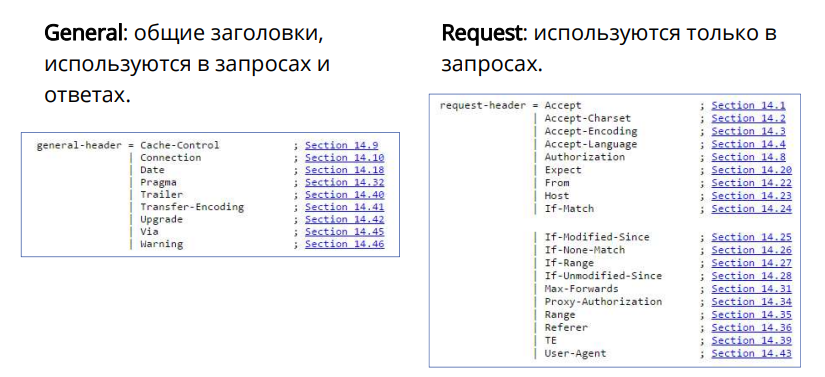 General: общие заголовки,
используются в запросах и
ответах.
general-header = Cache-Control ; Section 14.9
| Connection ; Section 14.10
| Date ; Section 14.18
| Pragma ; Section 14.32
| Trailer ; Section 14.40
| Transfer-Encoding ; Section 14.41
| Upgrade ; Section 14.42
| Via ; Section 14.45
| Warning ; Section 14.46
Request: используются только в
запросах.
request-header = Accept ; Section 14.1
| Accept-Charset ; Section 14.2
| Accept-Encoding ; Section 14.3
| Accept-Language ; Section 14.4
| Authorization ; Section 14.8
| Expect ; Section 14.20
| From ; Section 14.22
| Host ; Section 14.23
| If-Match ; Section 14.24
| If-Modified-Since ; Section 14.25
| If-None-Match ; Section 14.26
| If-Range ; Section 14.27
| If-Unmodified-Since ; Section 14.28
| Max-Forwards ; Section 14.31
| Proxy-Authorization ; Section 14.34
| Range ; Section 14.35
| Referer ; Section 14.36
| TE ; Section 14.39
| User-Agent ; Section 14.43